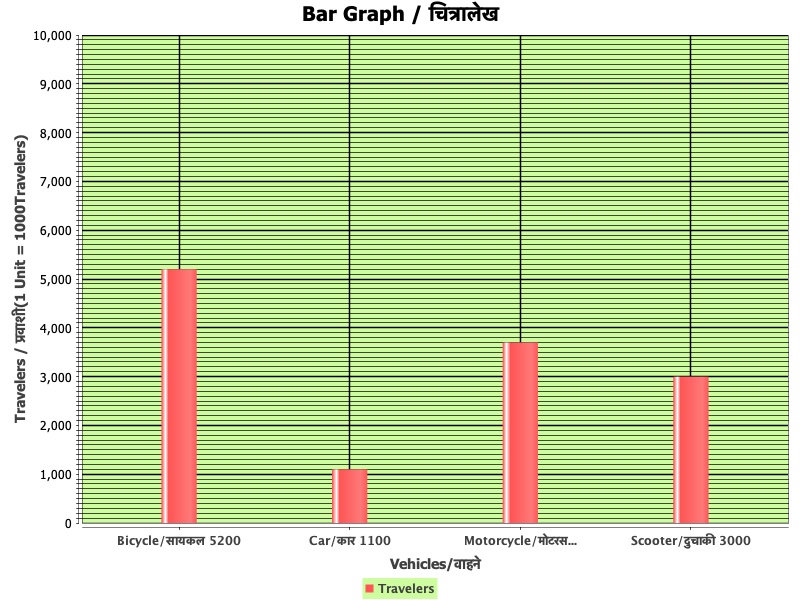 Bar Graph / चित्रालेख
10,000
9,000
8,000
7,000
6,000
5,000
4,000
3,000
2,000
1,000
0
Travelers / प्रवाशी(1 Unit = 1000Travelers)
Bicycle/सायकल 5200
Car/कार 1100
Motorcycle/मोटरस...
Scooter/दुचाकी 3000
Vehicles/वाहने
Travelers